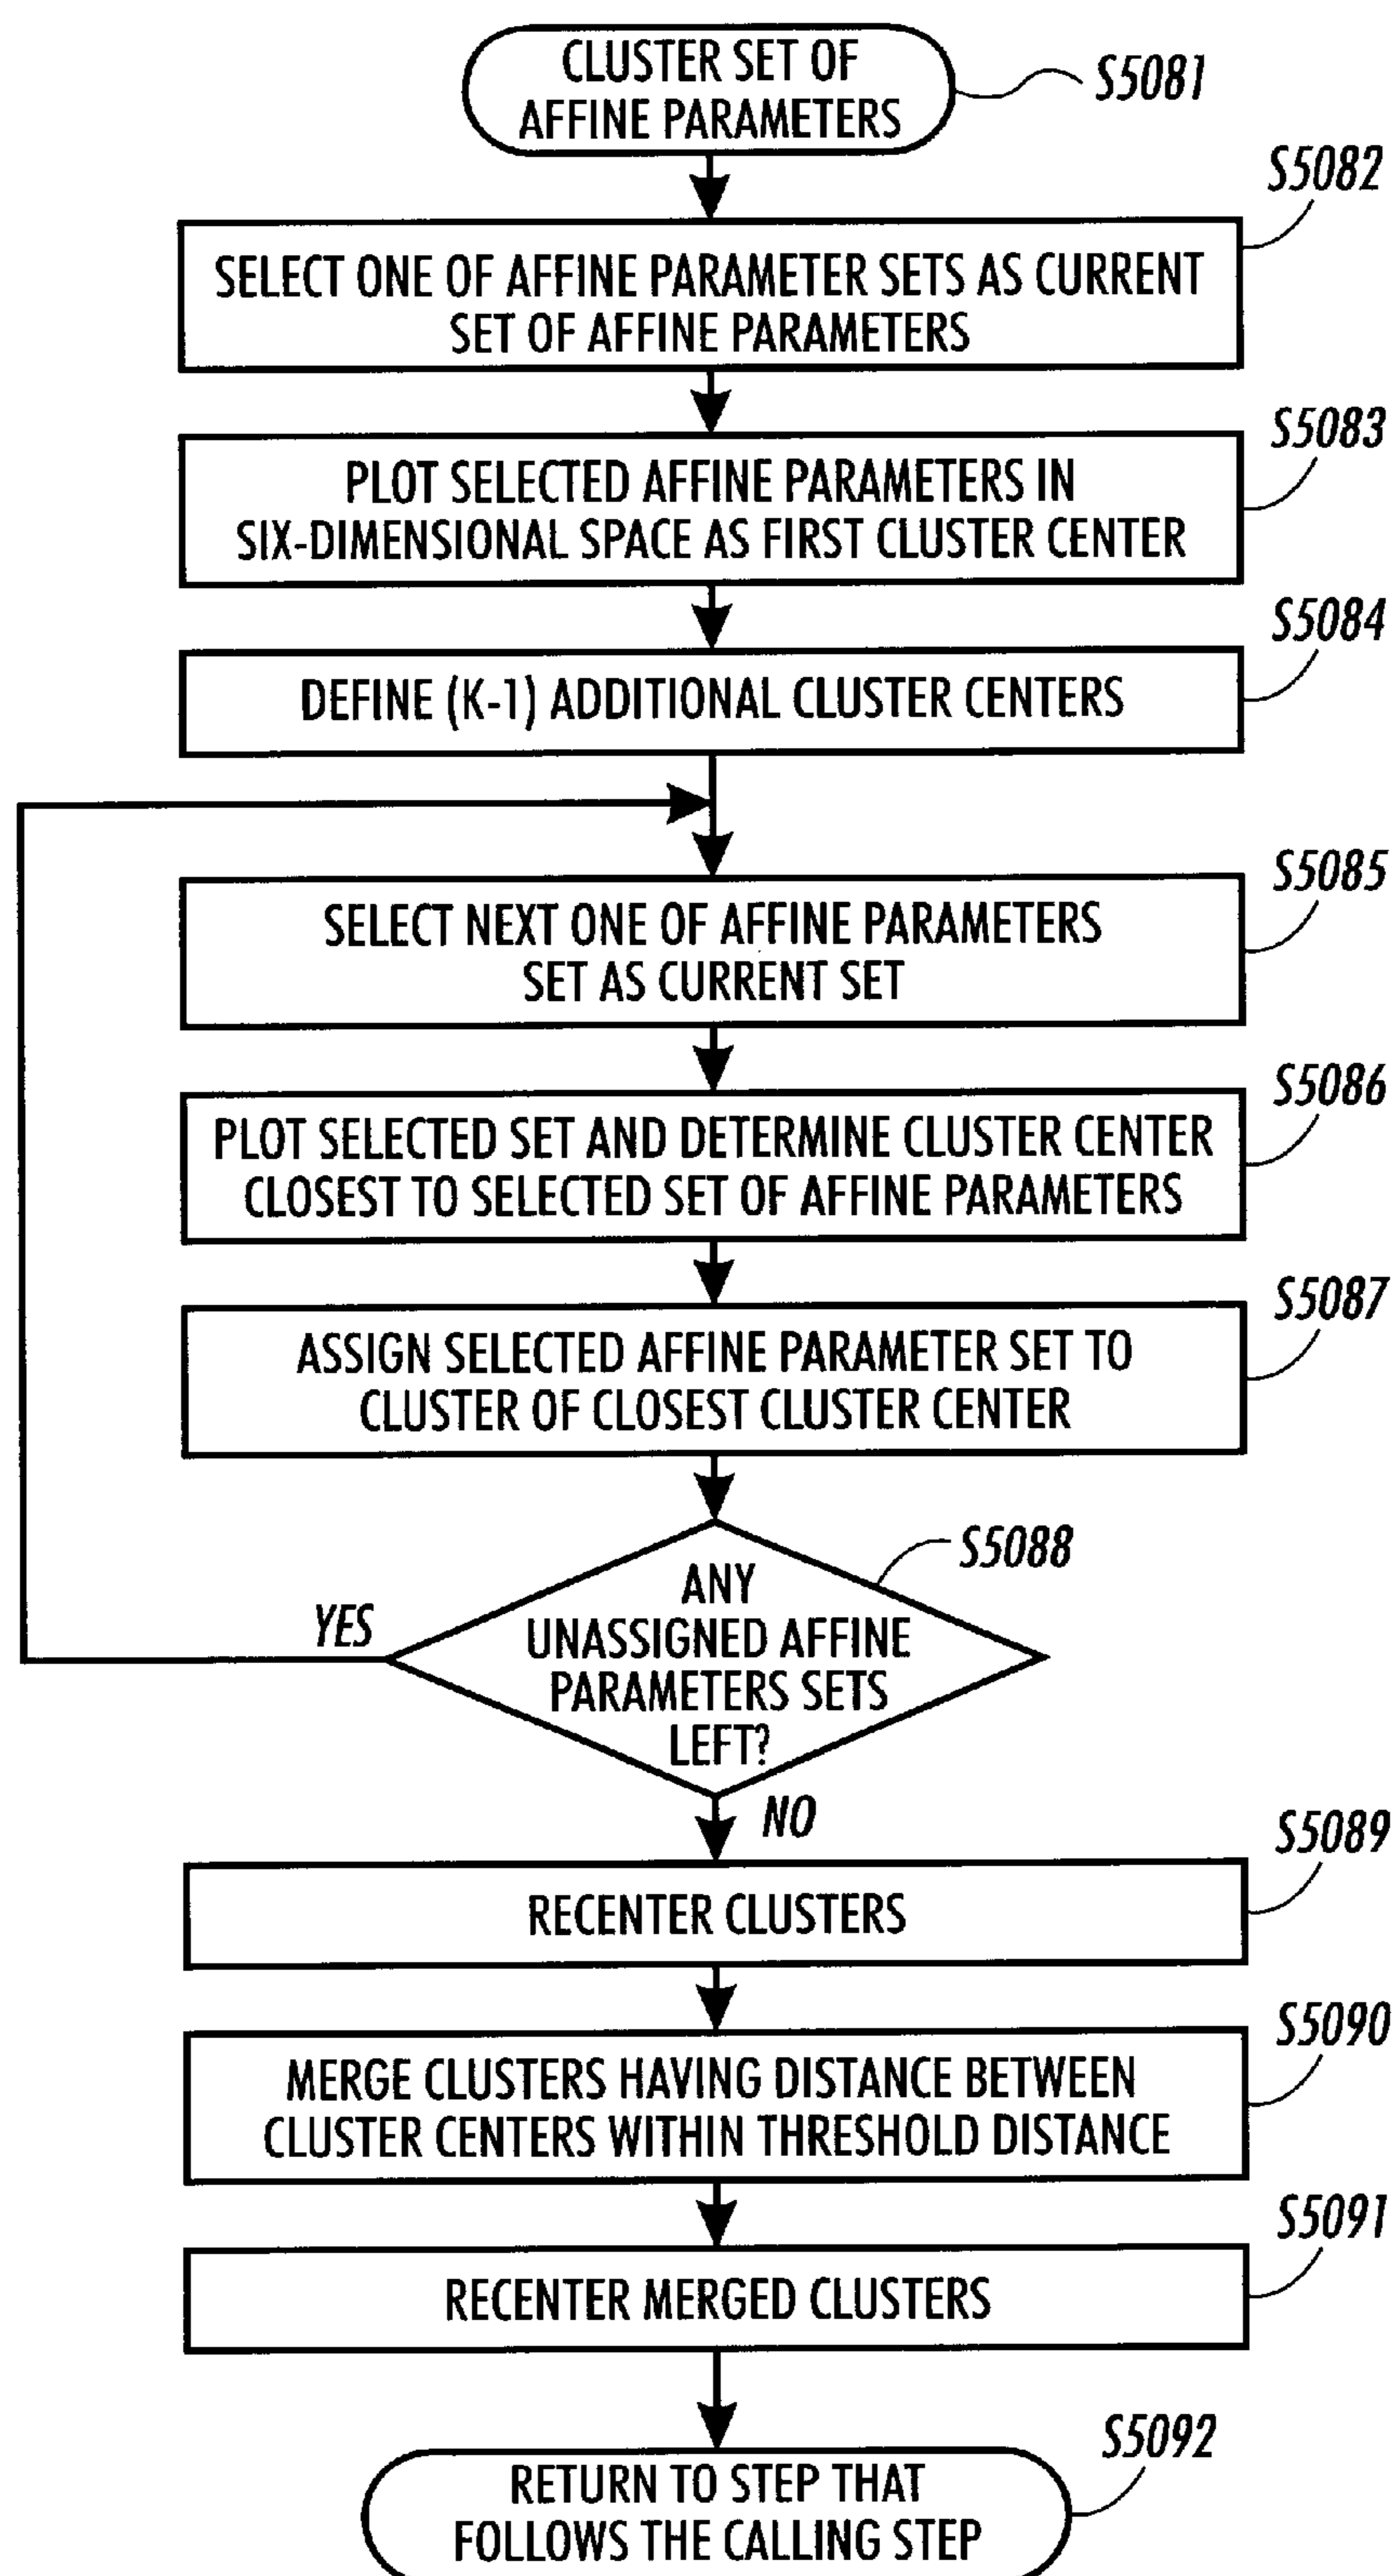 CLUSTER SET OF
AFFINE PARAMETERS
S5081
S5082
SELECT ONE OF AFFINE PARAMETER SETS AS CURRENT
SET OF AFFINE PARAMETERS
S5083
PLOT SELECTED AFFINE PARAMETERS IN
SIX-DIMENSIONAL SPACE AS FIRST CLUSTER CENTER
S5084
DEFINE (K-1) ADDITIONAL CLUSTER CENTERS
S5085
SELECT NEXT ONE OF AFFINE PARAMETERS
SET AS CURRENT SET
S5086
PLOT SELECTED SET AND DETERMINE CLUSTER CENTER
CLOSEST TO SELECTED SET OF AFFINE PARAMETERS
S5087
ASSIGN SELECTED AFFINE PARAMETER SET TO
CLUSTER OF CLOSEST CLUSTER CENTER
S5088
ANY
UNASSIGNED AFFINE
PARAMETERS SETS
LEFT?
YES
NO
S5089
RECENTER CLUSTERS
S5090
MERGE CLUSTERS HAVING DISTANCE BETWEEN
CLUSTER CENTERS WITHIN THRESHOLD DISTANCE
S5091
RECENTER MERGED CLUSTERS
S5092
RETURN TO STEP THAT
FOLLOWS THE CALLING STEP